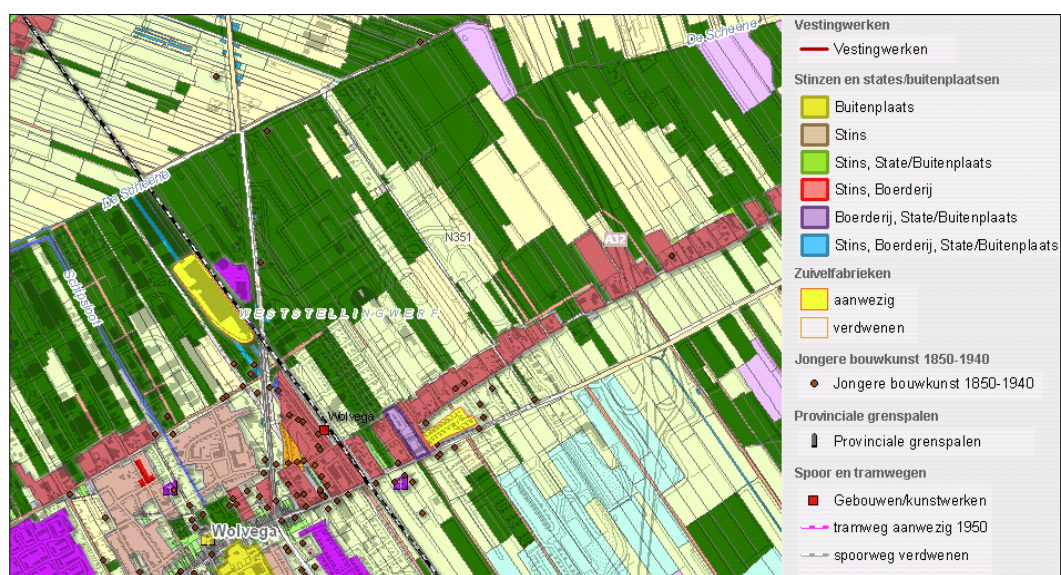 De Scheene
De Scheene
Schipsloot
N351
A32
WESTSTELLINGWERF
Wolvega
Wolvega
Vestingwerken
Vestingwerken
Stinzen en states/buitenplaatsen
Buitenplaats
Stins
Stins, State/Buitenplaats
Stins, Boerderij
Boerderij, State/Buitenplaats
Stins, Boerderij, State/Buitenplaats
Zuivelfabrieken
aanwezig
verdwenen
Jongere bouwkunst 1850-1940
Jongere bouwkunst 1850-1940
Provinciale grenspalen
Provinciale grenspalen
Spoor en tramwegen
Gebouwen/kunstwerken
tramweg aanwezig 1950
spoorweg verdwenen